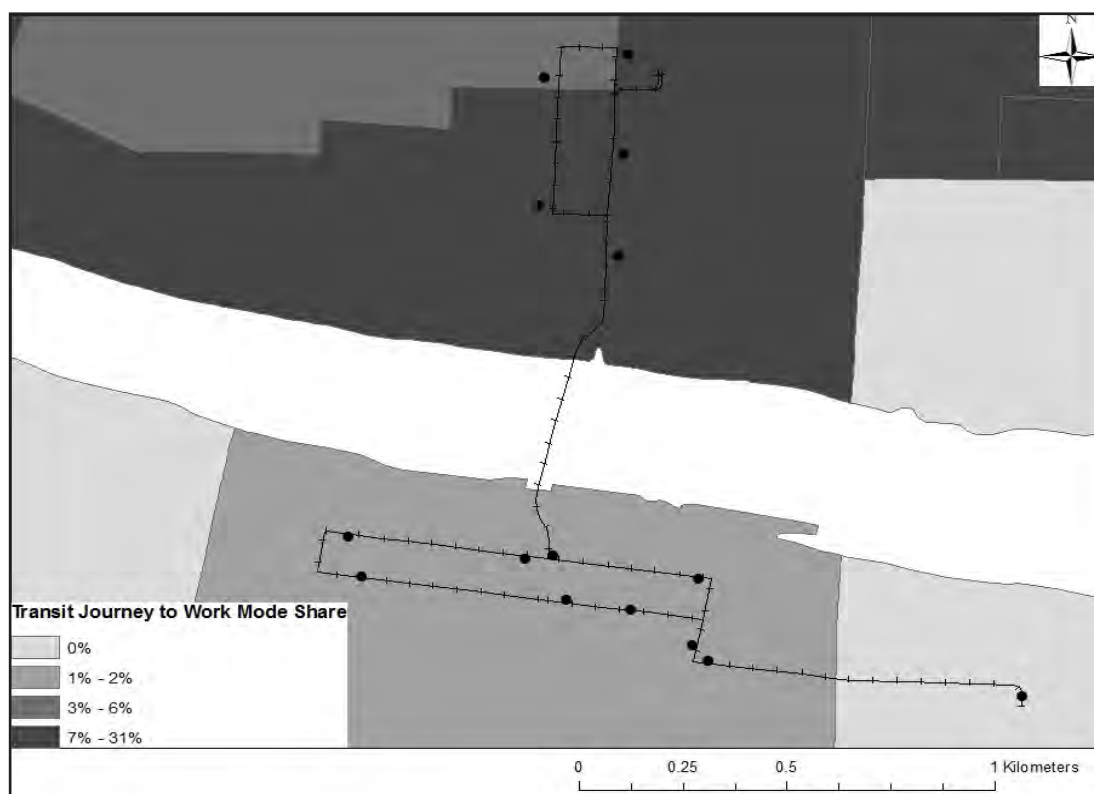 N
Transit Journey to Work Mode Share
0%
1% - 2%
3% - 6%
7% - 31%
0 0.25 0.5 1 Kilometers